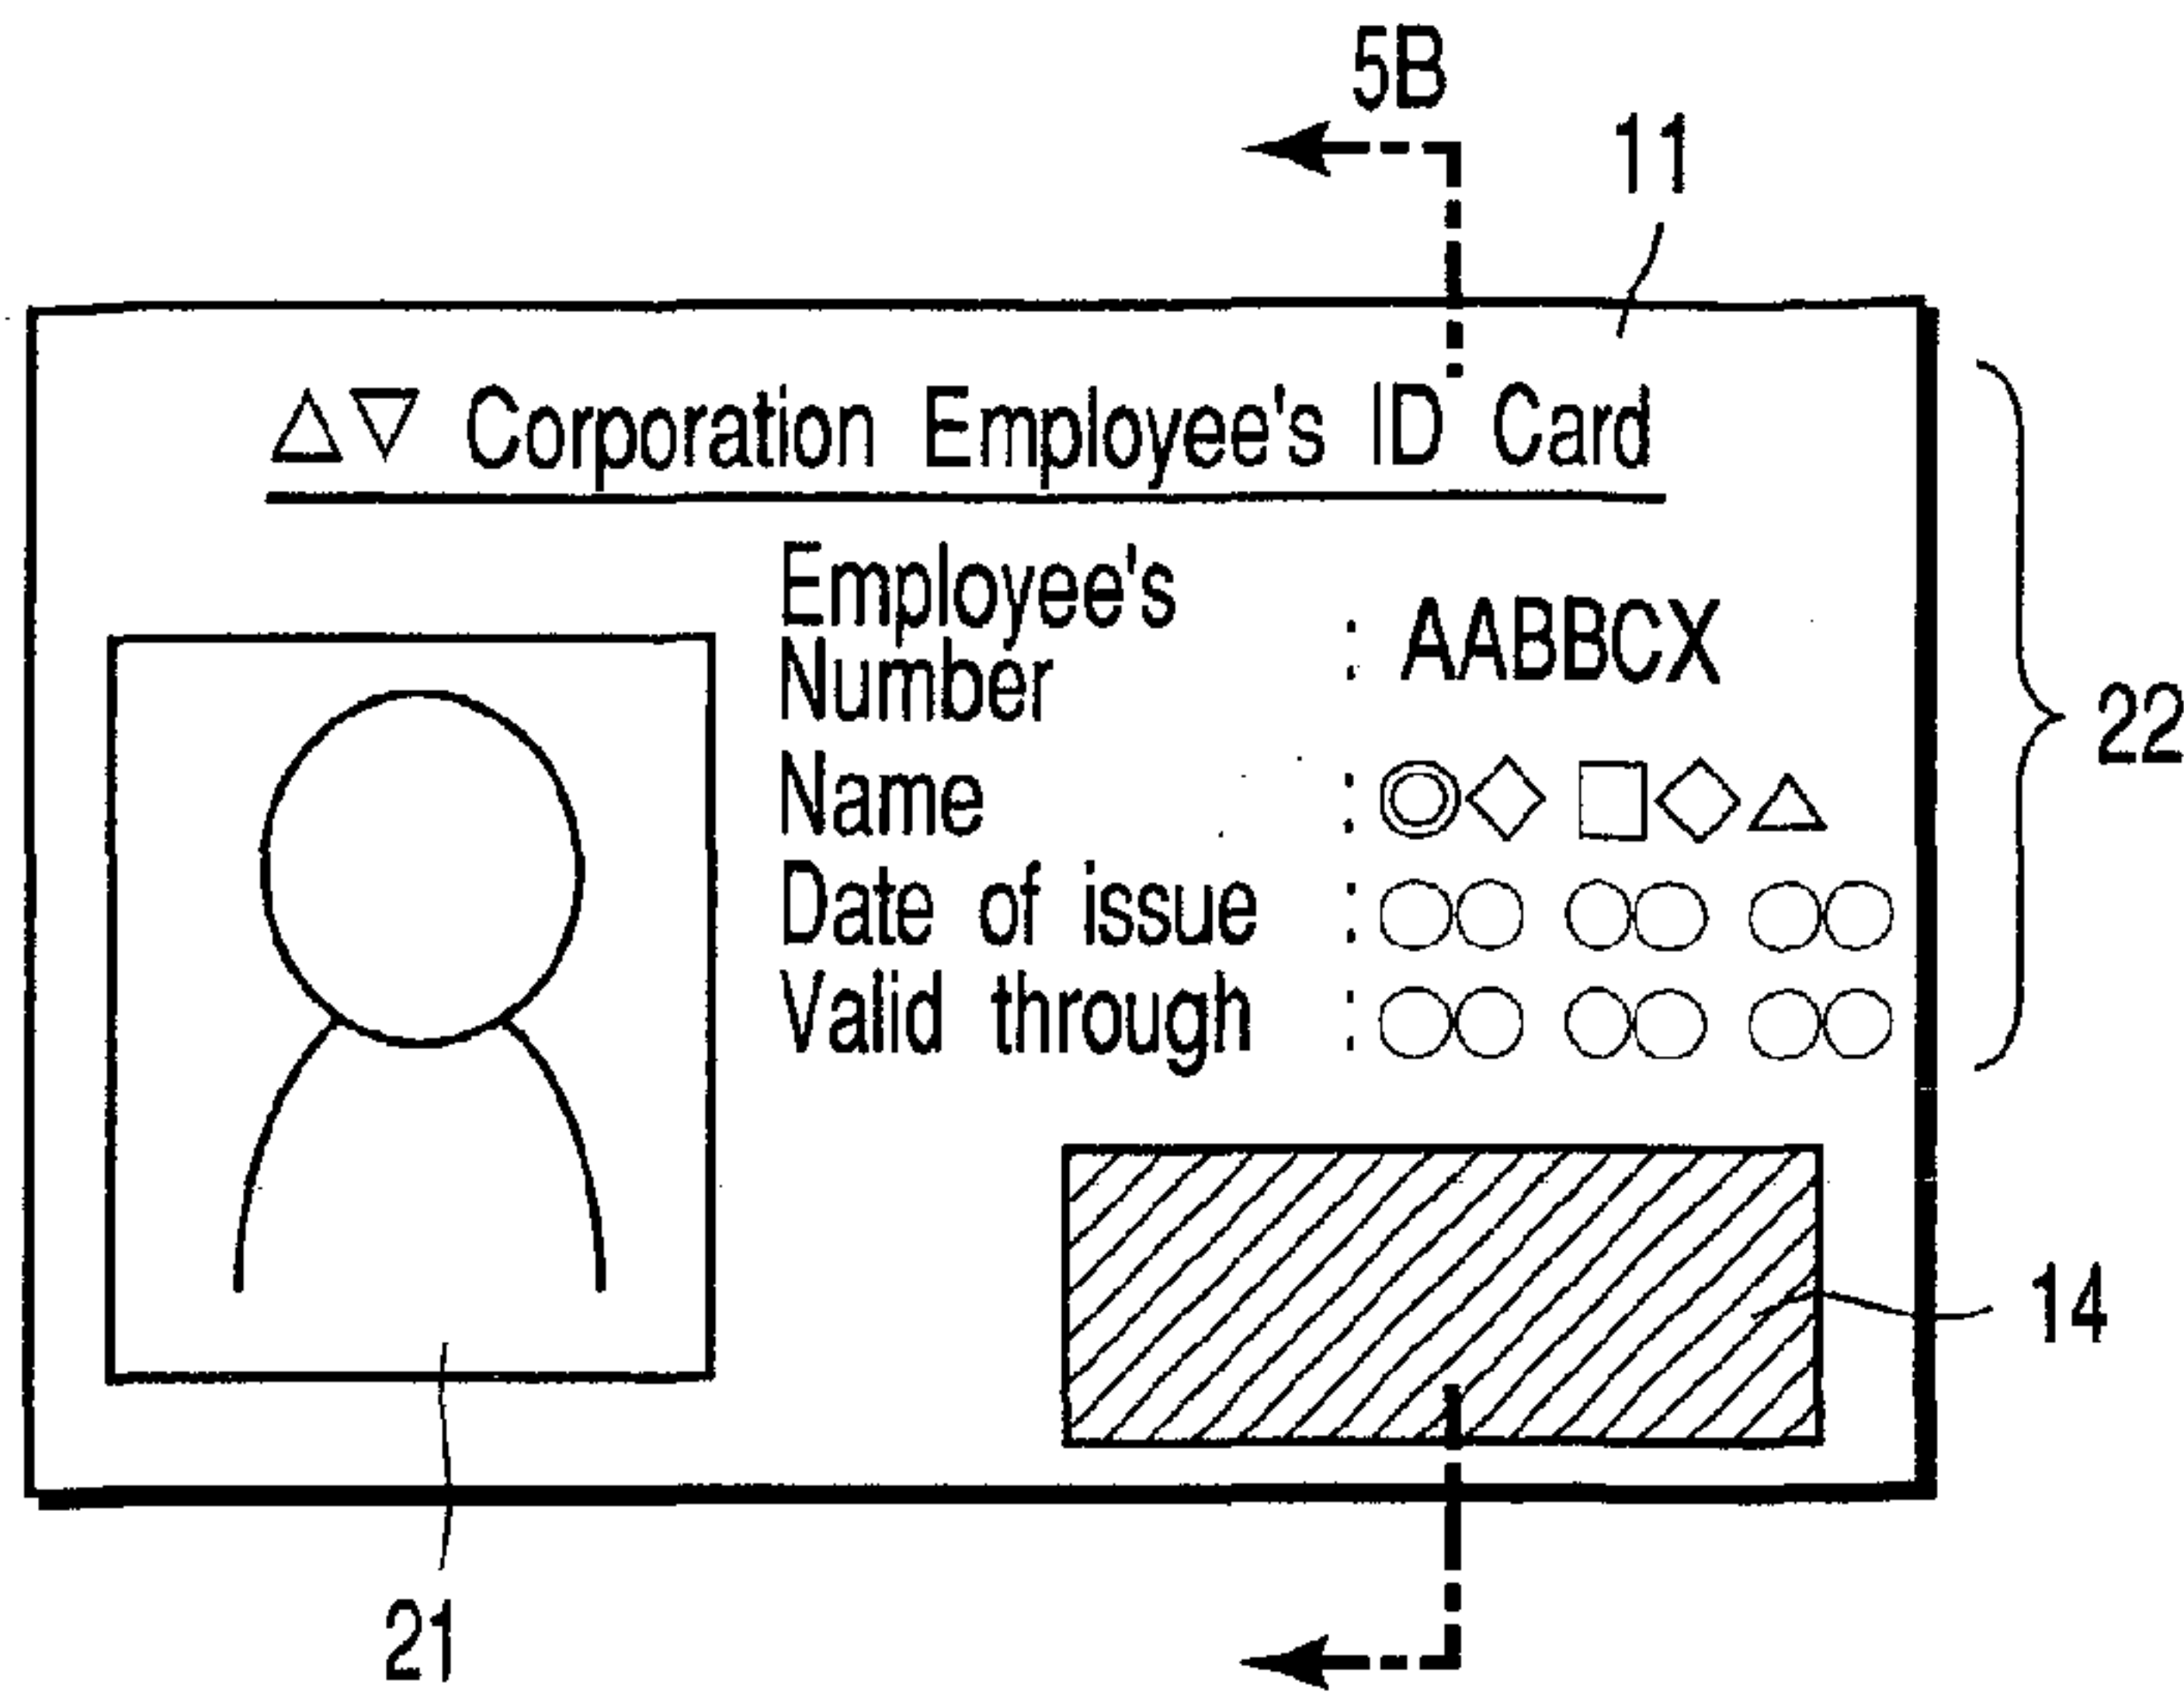 5B
11
△▽ Corporation Employee's ID Card
Employee's
Number : AABBCX
Name : ◎◇ □◇△
Date of issue : ○○ ○○ ○○
Valid through : ○○ ○○ ○○
22
14
21